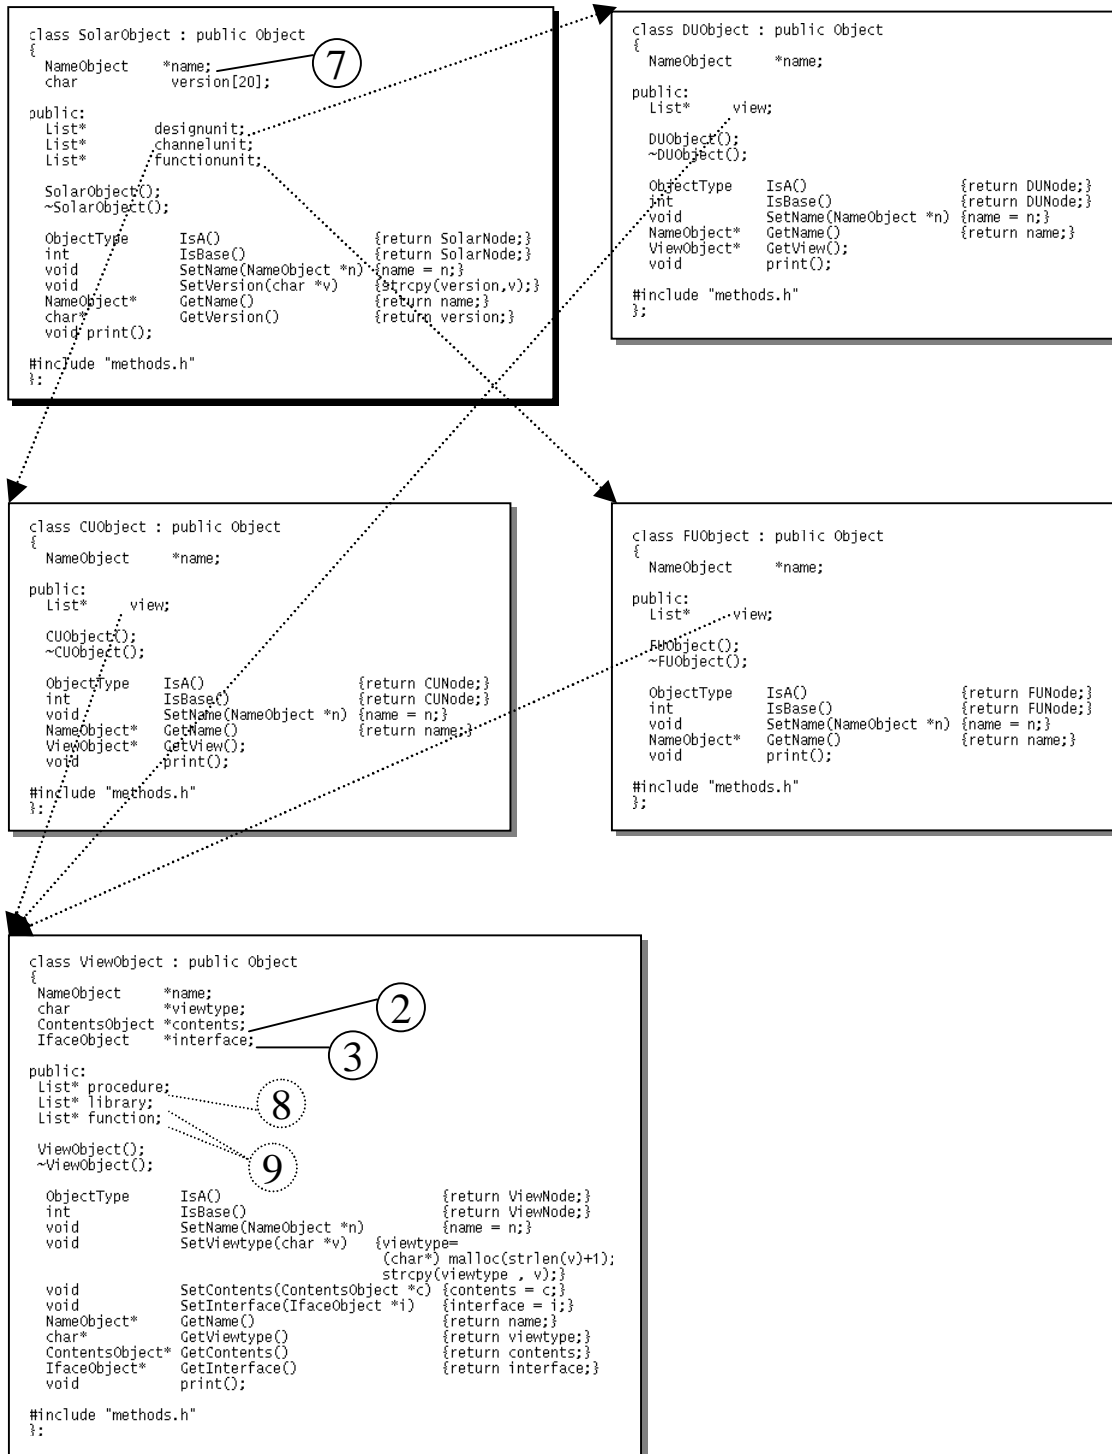 class SolarObject : public Object
{
NameObject *name;
char version[20];
public:
List* designunit;
List* channelunit;
List* functionunit;
SolarObject();
~SolarObject();
ObjectType IsA() {return SolarNode;}
int IsBase() {return SolarNode;}
void SetName(NameObject *n) {name = n;}
void SetVersion(char *v) {strcpy(version,v);}
NameObject* GetName() {return name;}
char* GetVersion() {return version;}
void print();
#include "methods.h"
};
7
class DUObject : public Object
{
NameObject *name;
public:
List* view;
DUObject();
~DUObject();
ObjectType IsA() {return DUNode;}
int IsBase() {return DUNode;}
void SetName(NameObject *n) {name = n;}
NameObject* GetName() {return name;}
ViewObject* GetView();
void print();
#include "methods.h"
};
class CUObject : public Object
{
NameObject *name;
public:
List* view;
CUObject();
~CUObject();
ObjectType IsA() {return CUNode;}
int IsBase() {return CUNode;}
void SetName(NameObject *n) {name = n;}
NameObject* GetName() {return name;}
ViewObject* GetView();
void print();
#include "methods.h"
};
class FUObject : public Object
{
NameObject *name;
public:
List* view;
FUObject();
~FUObject();
ObjectType IsA() {return FUNode;}
int IsBase() {return FUNode;}
void SetName(NameObject *n) {name = n;}
NameObject* GetName() {return name;}
void print();
#include "methods.h"
};
class ViewObject : public Object
{
NameObject *name;
char *viewtype;
ContentsObject *contents;
IfaceObject *interface;
2
3
public:
List* procedure;
List* library;
List* function;
8
9
ViewObject();
~ViewObject();
ObjectType IsA() {return ViewNode;}
int IsBase() {return ViewNode;}
void SetName(NameObject *n) {name = n;}
void SetViewtype(char *v) {viewtype=
(char*) malloc(strlen(v)+1);
strcpy(viewtype , v);}
void SetContents(ContentsObject *c) {contents = c;}
void SetInterface(IfaceObject *i) {interface = i;}
NameObject* GetName() {return name;}
char* GetViewtype() {return viewtype;}
ContentsObject* GetContents() {return contents;}
IfaceObject* GetInterface() {return interface;}
void print();
#include "methods.h"
};